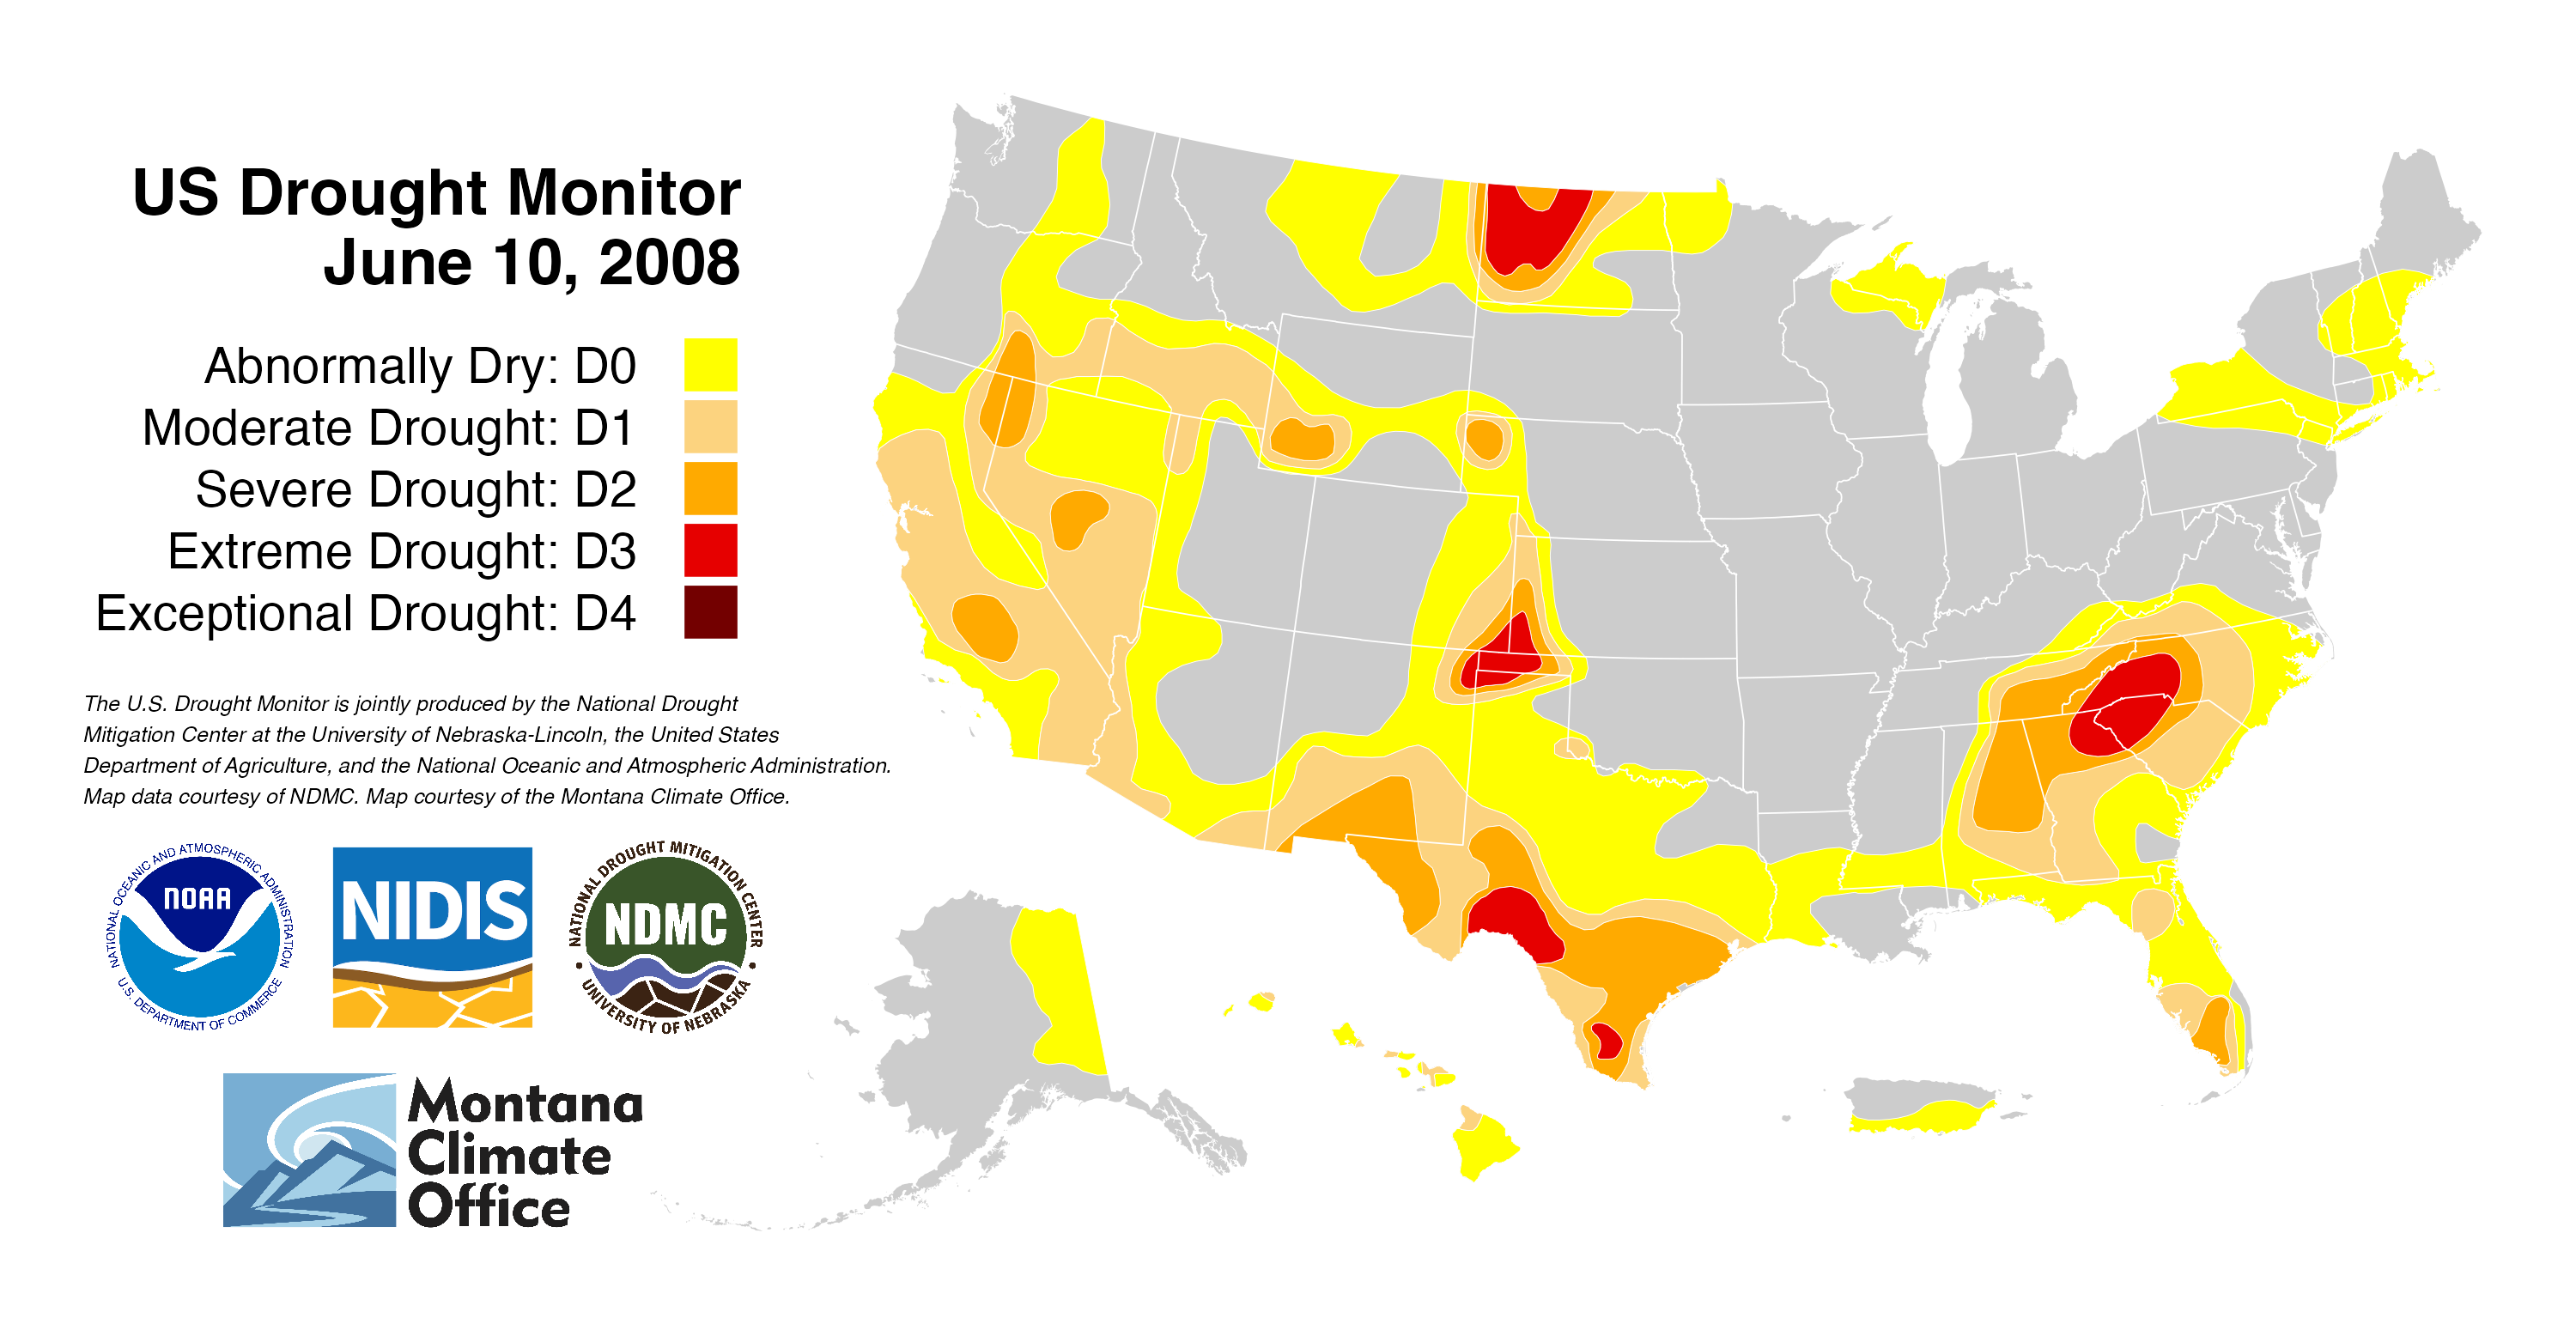 US Drought Monitor
June 10, 2008
Abnormally Dry: D0
Moderate Drought: D1
Severe Drought: D2
Extreme Drought: D3
Exceptional Drought: D4
The U.S. Drought Monitor is jointly produced by the National Drought
Mitigation Center at the University of Nebraska-Lincoln, the United States
Department of Agriculture, and the National Oceanic and Atmospheric Administration.
Map data courtesy of NDMC. Map courtesy of the Montana Climate Office.
NATIONAL OCEANIC AND ATMOSPHERIC ADMINISTRATION
NOAA
U.S. DEPARTMENT OF COMMERCE
NIDIS
NATIONAL DROUGHT MITIGATION CENTER
NDMC
UNIVERSITY OF NEBRASKA
Montana
Climate
Office